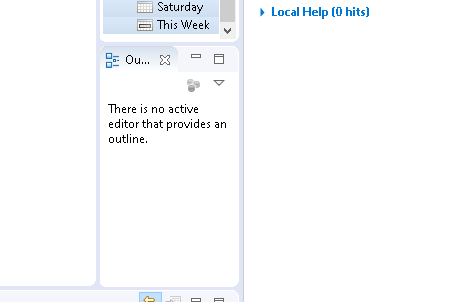 Saturday
This Week
Local Help (0 hits)
Ou...
There is no active
editor that provides an
outline.